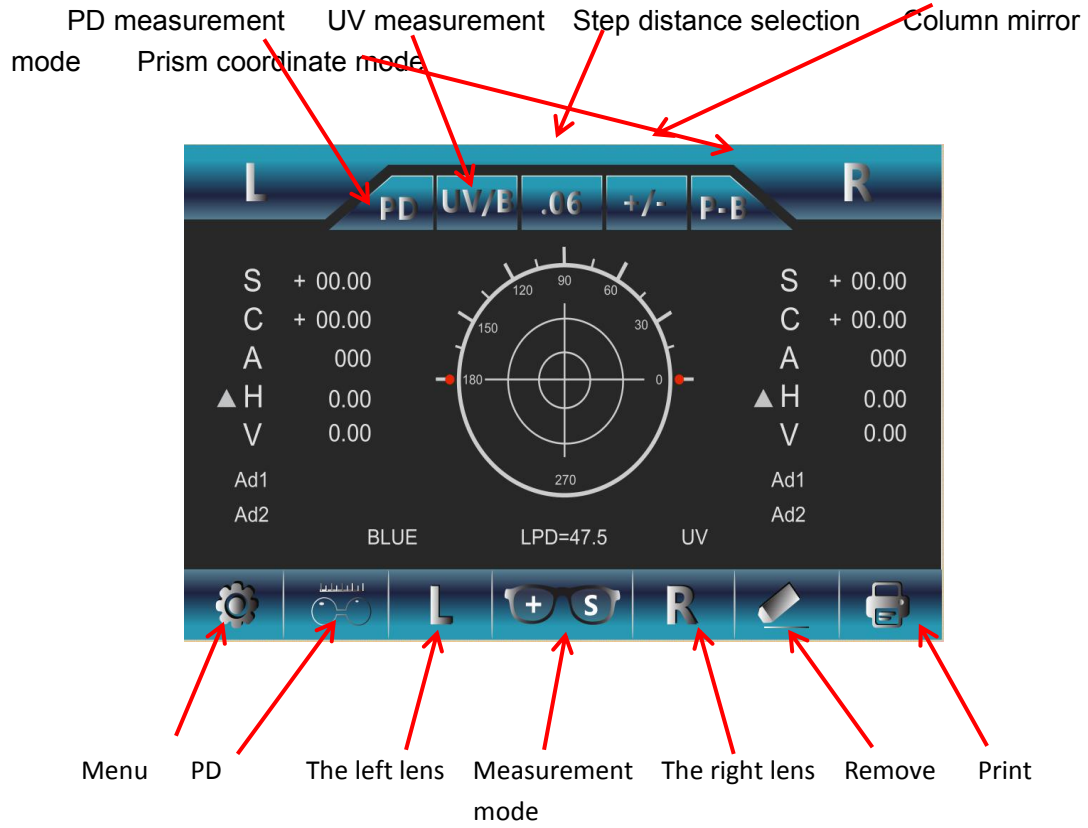 PD measurement UV measurement Step distance selection Column mirror
mode Prism coordinate mode
L PD UV/B .06 +/- P-B R
S + 00.00
C + 00.00
A 000
▲ H 0.00
V 0.00
Ad1
Ad2
90
120 60
150 30
180 0
270
S + 00.00
C + 00.00
A 000
▲ H 0.00
V 0.00
Ad1
Ad2
BLUE LPD=47.5 UV
L + S R
Menu PD The left lens Measurement The right lens Remove Print
mode